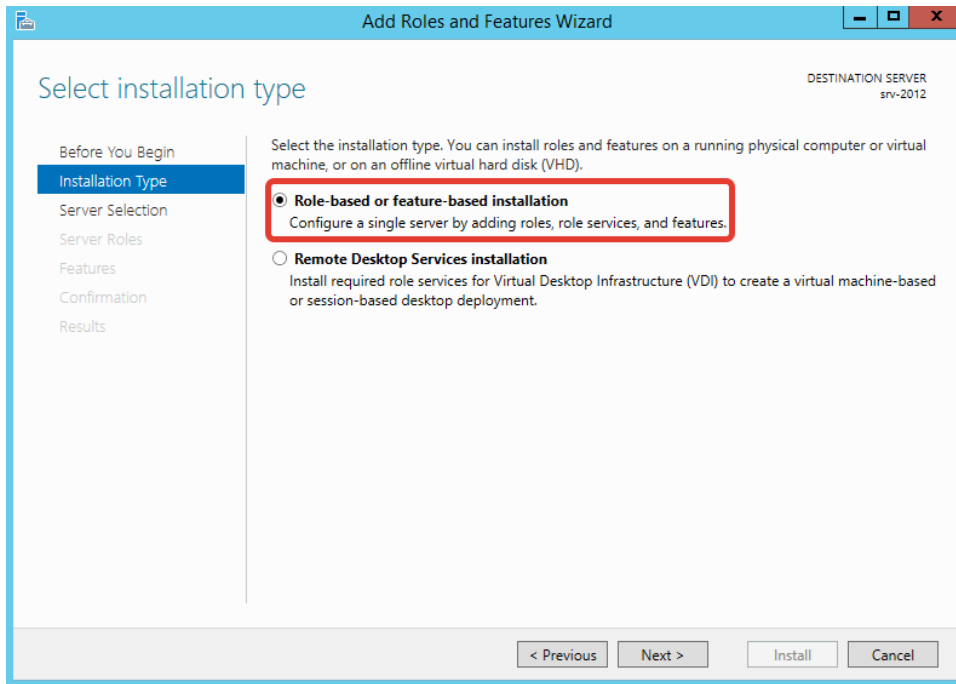 Add Roles and Features Wizard
Select installation type
DESTINATION SERVER
srv-2012
Before You Begin
Installation Type
Server Selection
Server Roles
Features
Confirmation
Results
Select the installation type. You can install roles and features on a running physical computer or virtual
machine, or on an offline virtual hard disk (VHD).
Role-based or feature-based installation
Configure a single server by adding roles, role services, and features.
Remote Desktop Services installation
Install required role services for Virtual Desktop Infrastructure (VDI) to create a virtual machine-based
or session-based desktop deployment.
< Previous
Next >
Install
Cancel